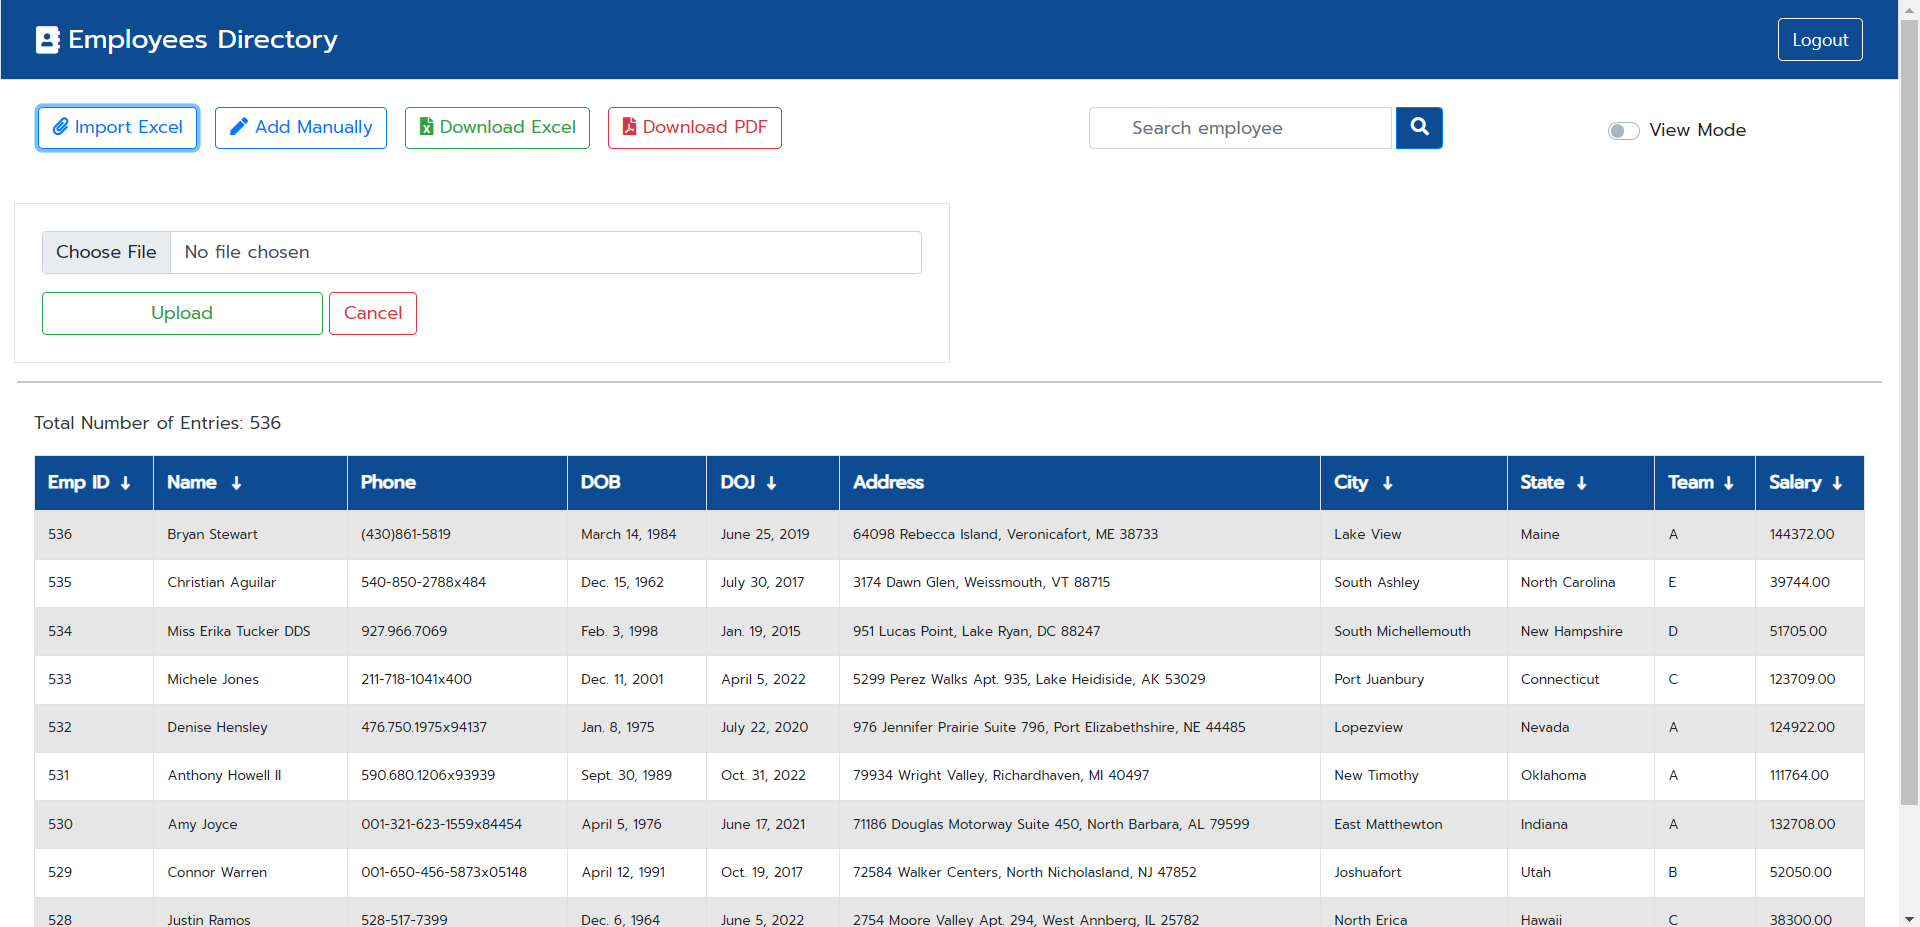 Employees Directory
Logout
Import Excel
Add Manually
Download Excel
Download PDF
Search employee
View Mode
Choose File No file chosen
Upload
Cancel
Total Number of Entries: 536
Emp ID Name Phone DOB DOJ Address City State Team Salary
536 Bryan Stewart (430)861-5819 March 14, 1984 June 25, 2019 64098 Rebecca Island, Veronicafort, ME 38733 Lake View Maine A 144372.00
535 Christian Aguilar 540-850-2788x484 Dec. 15, 1962 July 30, 2017 3174 Dawn Glen, Weissmouth, VT 88715 South Ashley North Carolina E 39744.00
534 Miss Erika Tucker DDS 927.966.7069 Feb. 3, 1998 Jan. 19, 2015 951 Lucas Point, Lake Ryan, DC 88247 South Michellemouth New Hampshire D 51705.00
533 Michele Jones 211-718-1041x400 Dec. 11, 2001 April 5, 2022 5299 Perez Walks Apt. 935, Lake Heidiside, AK 53029 Port Juanbury Connecticut C 123709.00
532 Denise Hensley 476.750.1975x94137 Jan. 8, 1975 July 22, 2020 976 Jennifer Prairie Suite 796, Port Elizabethshire, NE 44485 Lopezview Nevada A 124922.00
531 Anthony Howell II 590.680.1206x93939 Sept. 30, 1989 Oct. 31, 2022 79934 Wright Valley, Richardhaven, MI 40497 New Timothy Oklahoma A 111764.00
530 Amy Joyce 001-321-623-1559x84454 April 5, 1976 June 17, 2021 71186 Douglas Motorway Suite 450, North Barbara, AL 79599 East Matthewton Indiana A 132708.00
529 Connor Warren 001-650-456-5873x05148 April 12, 1991 Oct. 19, 2017 72584 Walker Centers, North Nicholasland, NJ 47852 Joshuafort Utah B 52050.00
528 Justin Ramos 528-517-7399 Dec. 6, 1964 June 5, 2022 2754 Moore Valley Apt. 294, West Annberg, IL 25782 North Erica Hawaii C 38300.00